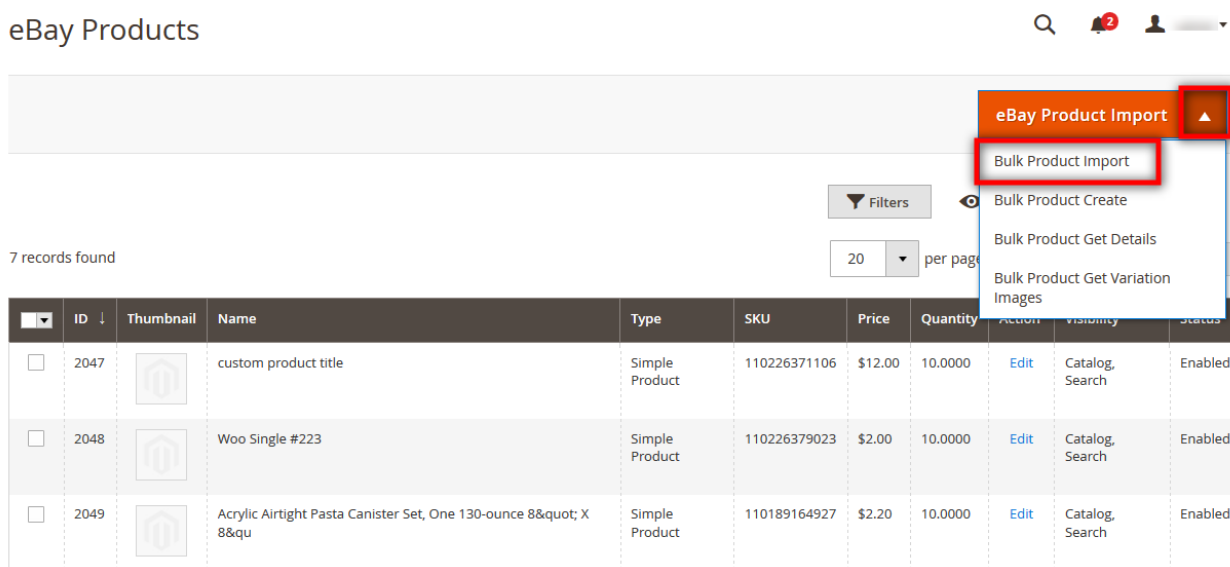 eBay Products
2
eBay Product Import
Bulk Product Import
Bulk Product Create
Bulk Product Get Details
Bulk Product Get Variation
Images
Filters
7 records found
20 per page
ID ↓ Thumbnail Name Type SKU Price Quantity Action Visibility Status
2047 custom product title Simple Product 110226371106 $12.00 10.0000 Edit Catalog, Search Enabled
2048 Woo Single #223 Simple Product 110226379023 $2.00 10.0000 Edit Catalog, Search Enabled
2049 Acrylic Airtight Pasta Canister Set, One 130-ounce 8&quot; X 8&qu Simple Product 110189164927 $2.20 10.0000 Edit Catalog, Search Enabled